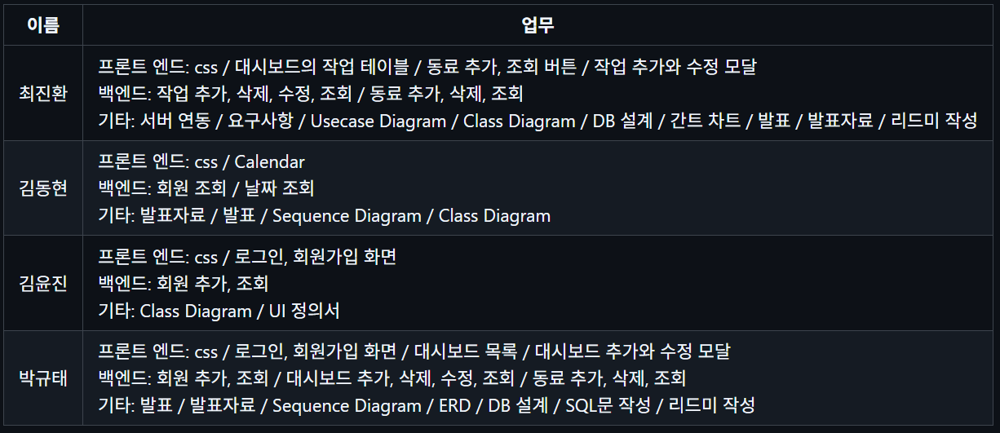 이름 업무
최진환
프론트 엔드: css / 대시보드의 작업 테이블 / 동료 추가, 조회 버튼 / 작업 추가와 수정 모달
백엔드: 작업 추가, 삭제, 수정, 조회 / 동료 추가, 삭제, 조회
기타: 서버 연동 / 요구사항 / Usecase Diagram / Class Diagram / DB 설계 / 간트 차트 / 발표 / 발표자료 / 리드미 작성
김동현
프론트 엔드: css / Calendar
백엔드: 회원 조회 / 날짜 조회
기타: 발표자료 / 발표 / Sequence Diagram / Class Diagram
김윤진
프론트 엔드: css / 로그인, 회원가입 화면
백엔드: 회원 추가, 조회
기타: Class Diagram / UI 정의서
박규태
프론트 엔드: css / 로그인, 회원가입 화면 / 대시보드 목록 / 대시보드 추가와 수정 모달
백엔드: 회원 추가, 조회 / 대시보드 추가, 삭제, 수정, 조회 / 동료 추가, 삭제, 조회
기타: 발표 / 발표자료 / Sequence Diagram / ERD / DB 설계 / SQL문 작성 / 리드미 작성